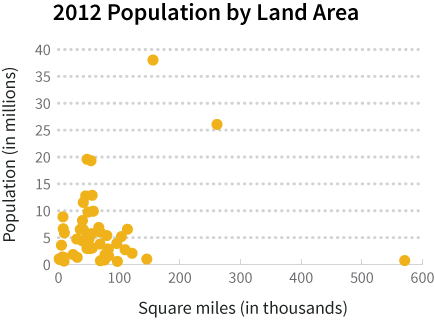 2012 Population by Land Area
Population (in millions)
40
35
30
25
20
15
10
5
0
0 100 200 300 400 500 600
Square miles (in thousands)